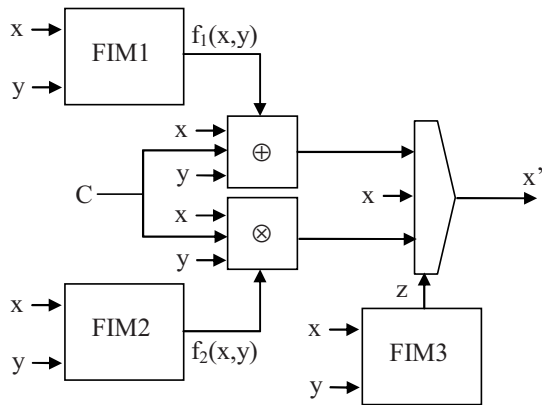 x
y
FIM1
f₁(x,y)
x
y
C
⊕
x
y
⊗
x
x'
x
y
FIM2
f₂(x,y)
z
x
y
FIM3